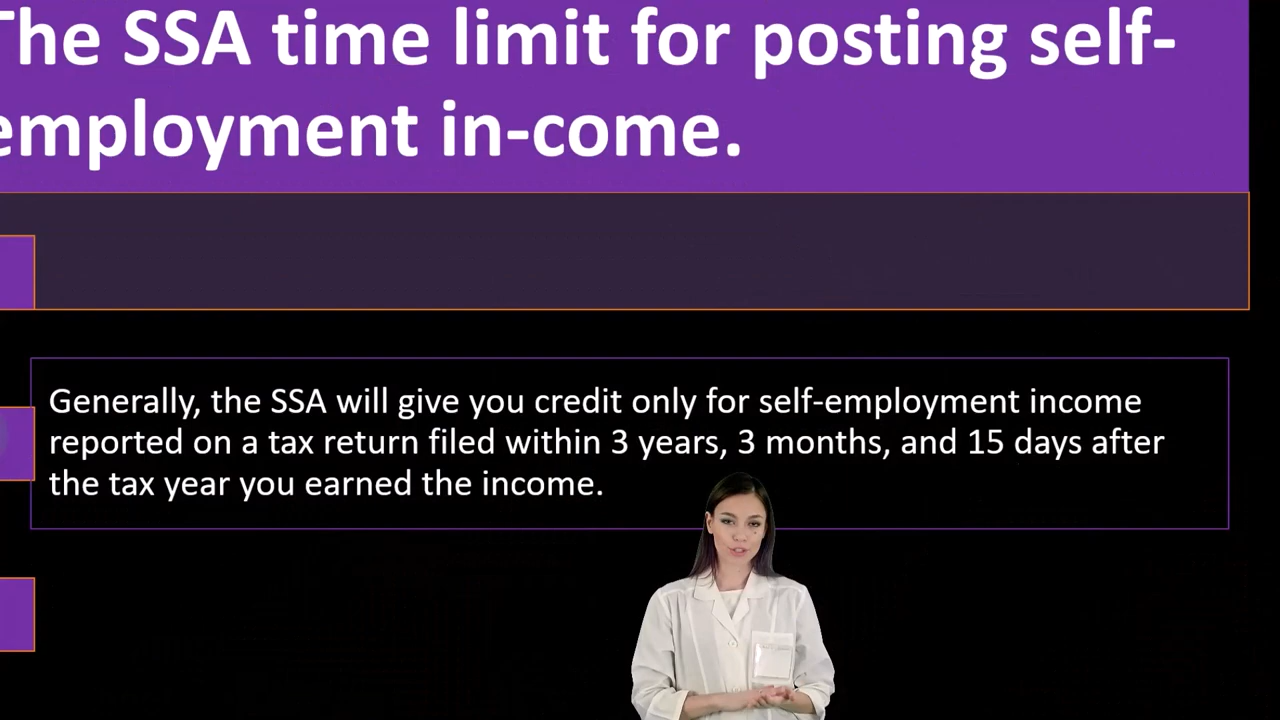 The SSA time limit for posting self-
employment in-come.
Generally, the SSA will give you credit only for self-employment income
reported on a tax return filed within 3 years, 3 months, and 15 days after
the tax year you earned the income.